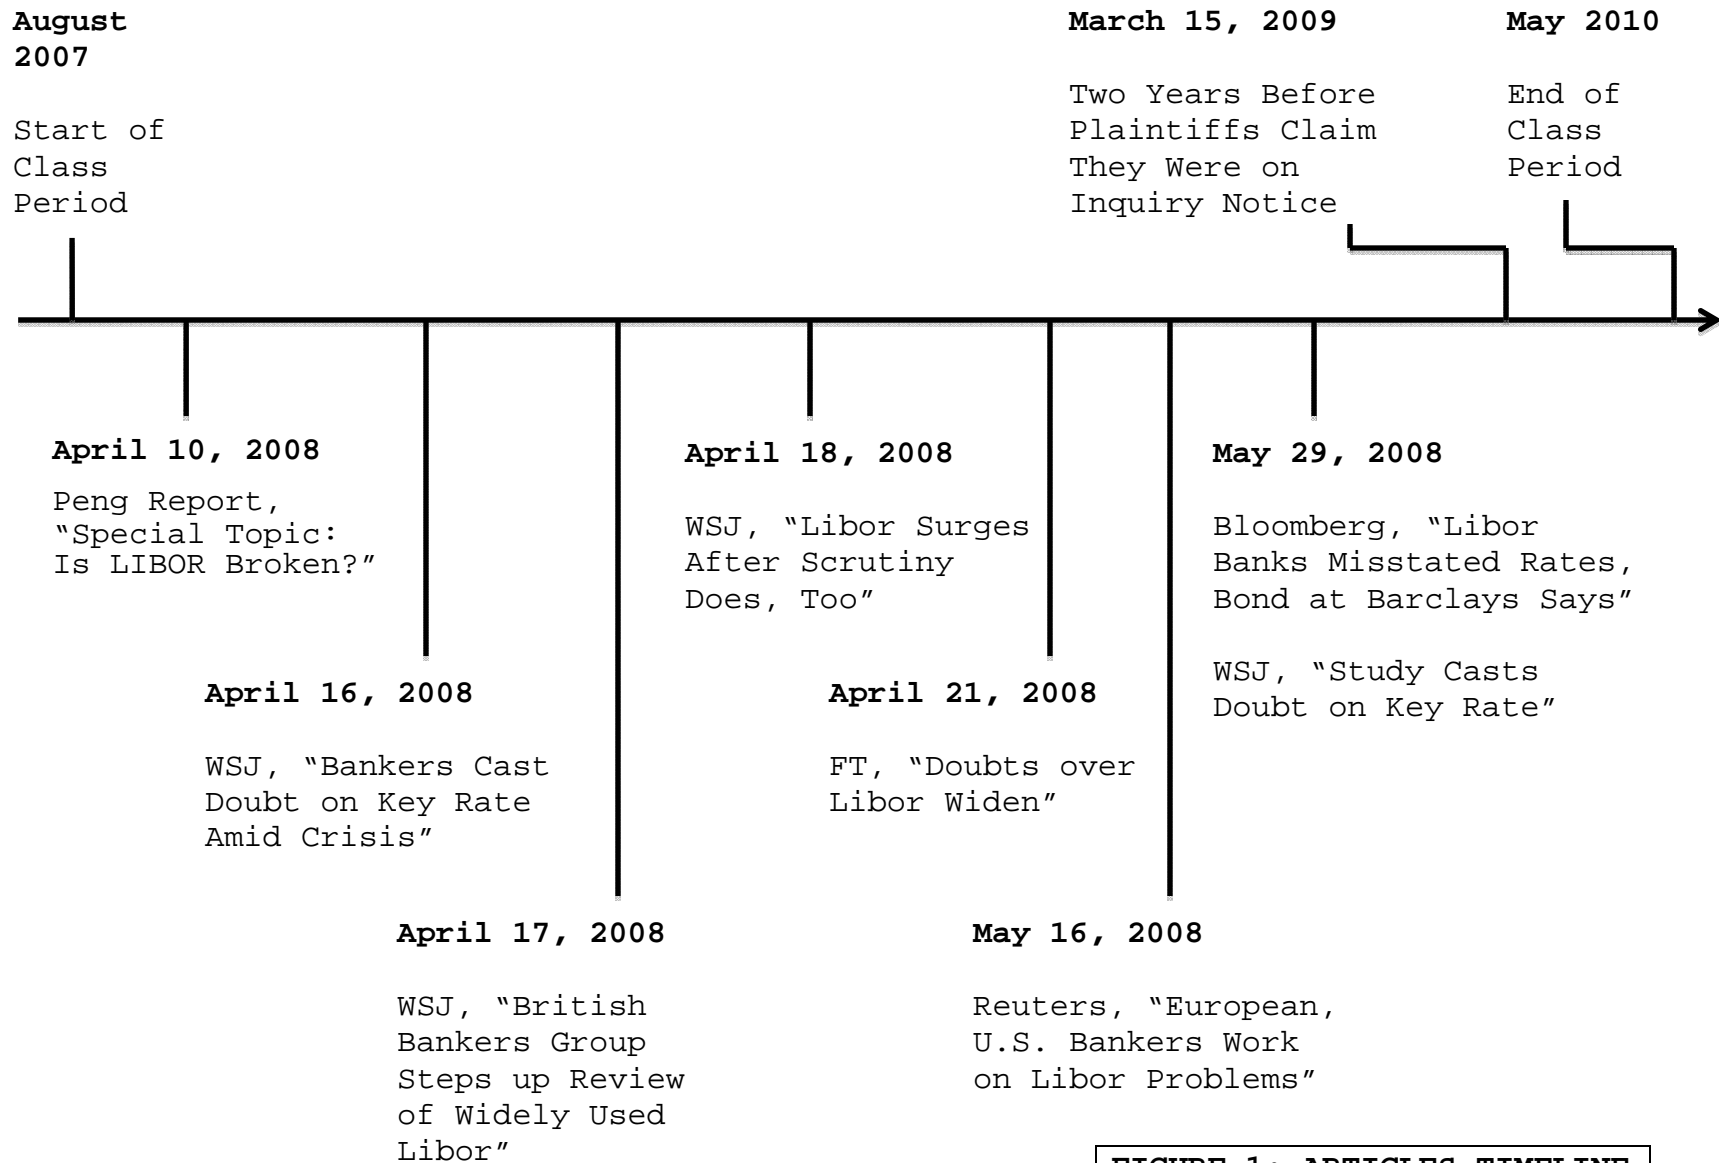 August
2007
Start of
Class
Period
March 15, 2009
Two Years Before
Plaintiffs Claim
They Were on
Inquiry Notice
May 2010
End of
Class
Period
April 10, 2008
Peng Report,
“Special Topic:
Is LIBOR Broken?”
April 16, 2008
WSJ, “Bankers Cast
Doubt on Key Rate
Amid Crisis”
April 17, 2008
WSJ, “British
Bankers Group
Steps up Review
of Widely Used
Libor”
April 18, 2008
WSJ, “Libor Surges
After Scrutiny
Does, Too”
April 21, 2008
FT, “Doubts over
Libor Widen”
May 16, 2008
Reuters, “European,
U.S. Bankers Work
on Libor Problems”
May 29, 2008
Bloomberg, “Libor
Banks Misstated Rates,
Bond at Barclays Says”
WSJ, “Study Casts
Doubt on Key Rate”
FIGURE 1: ARTICLES TIMELINE